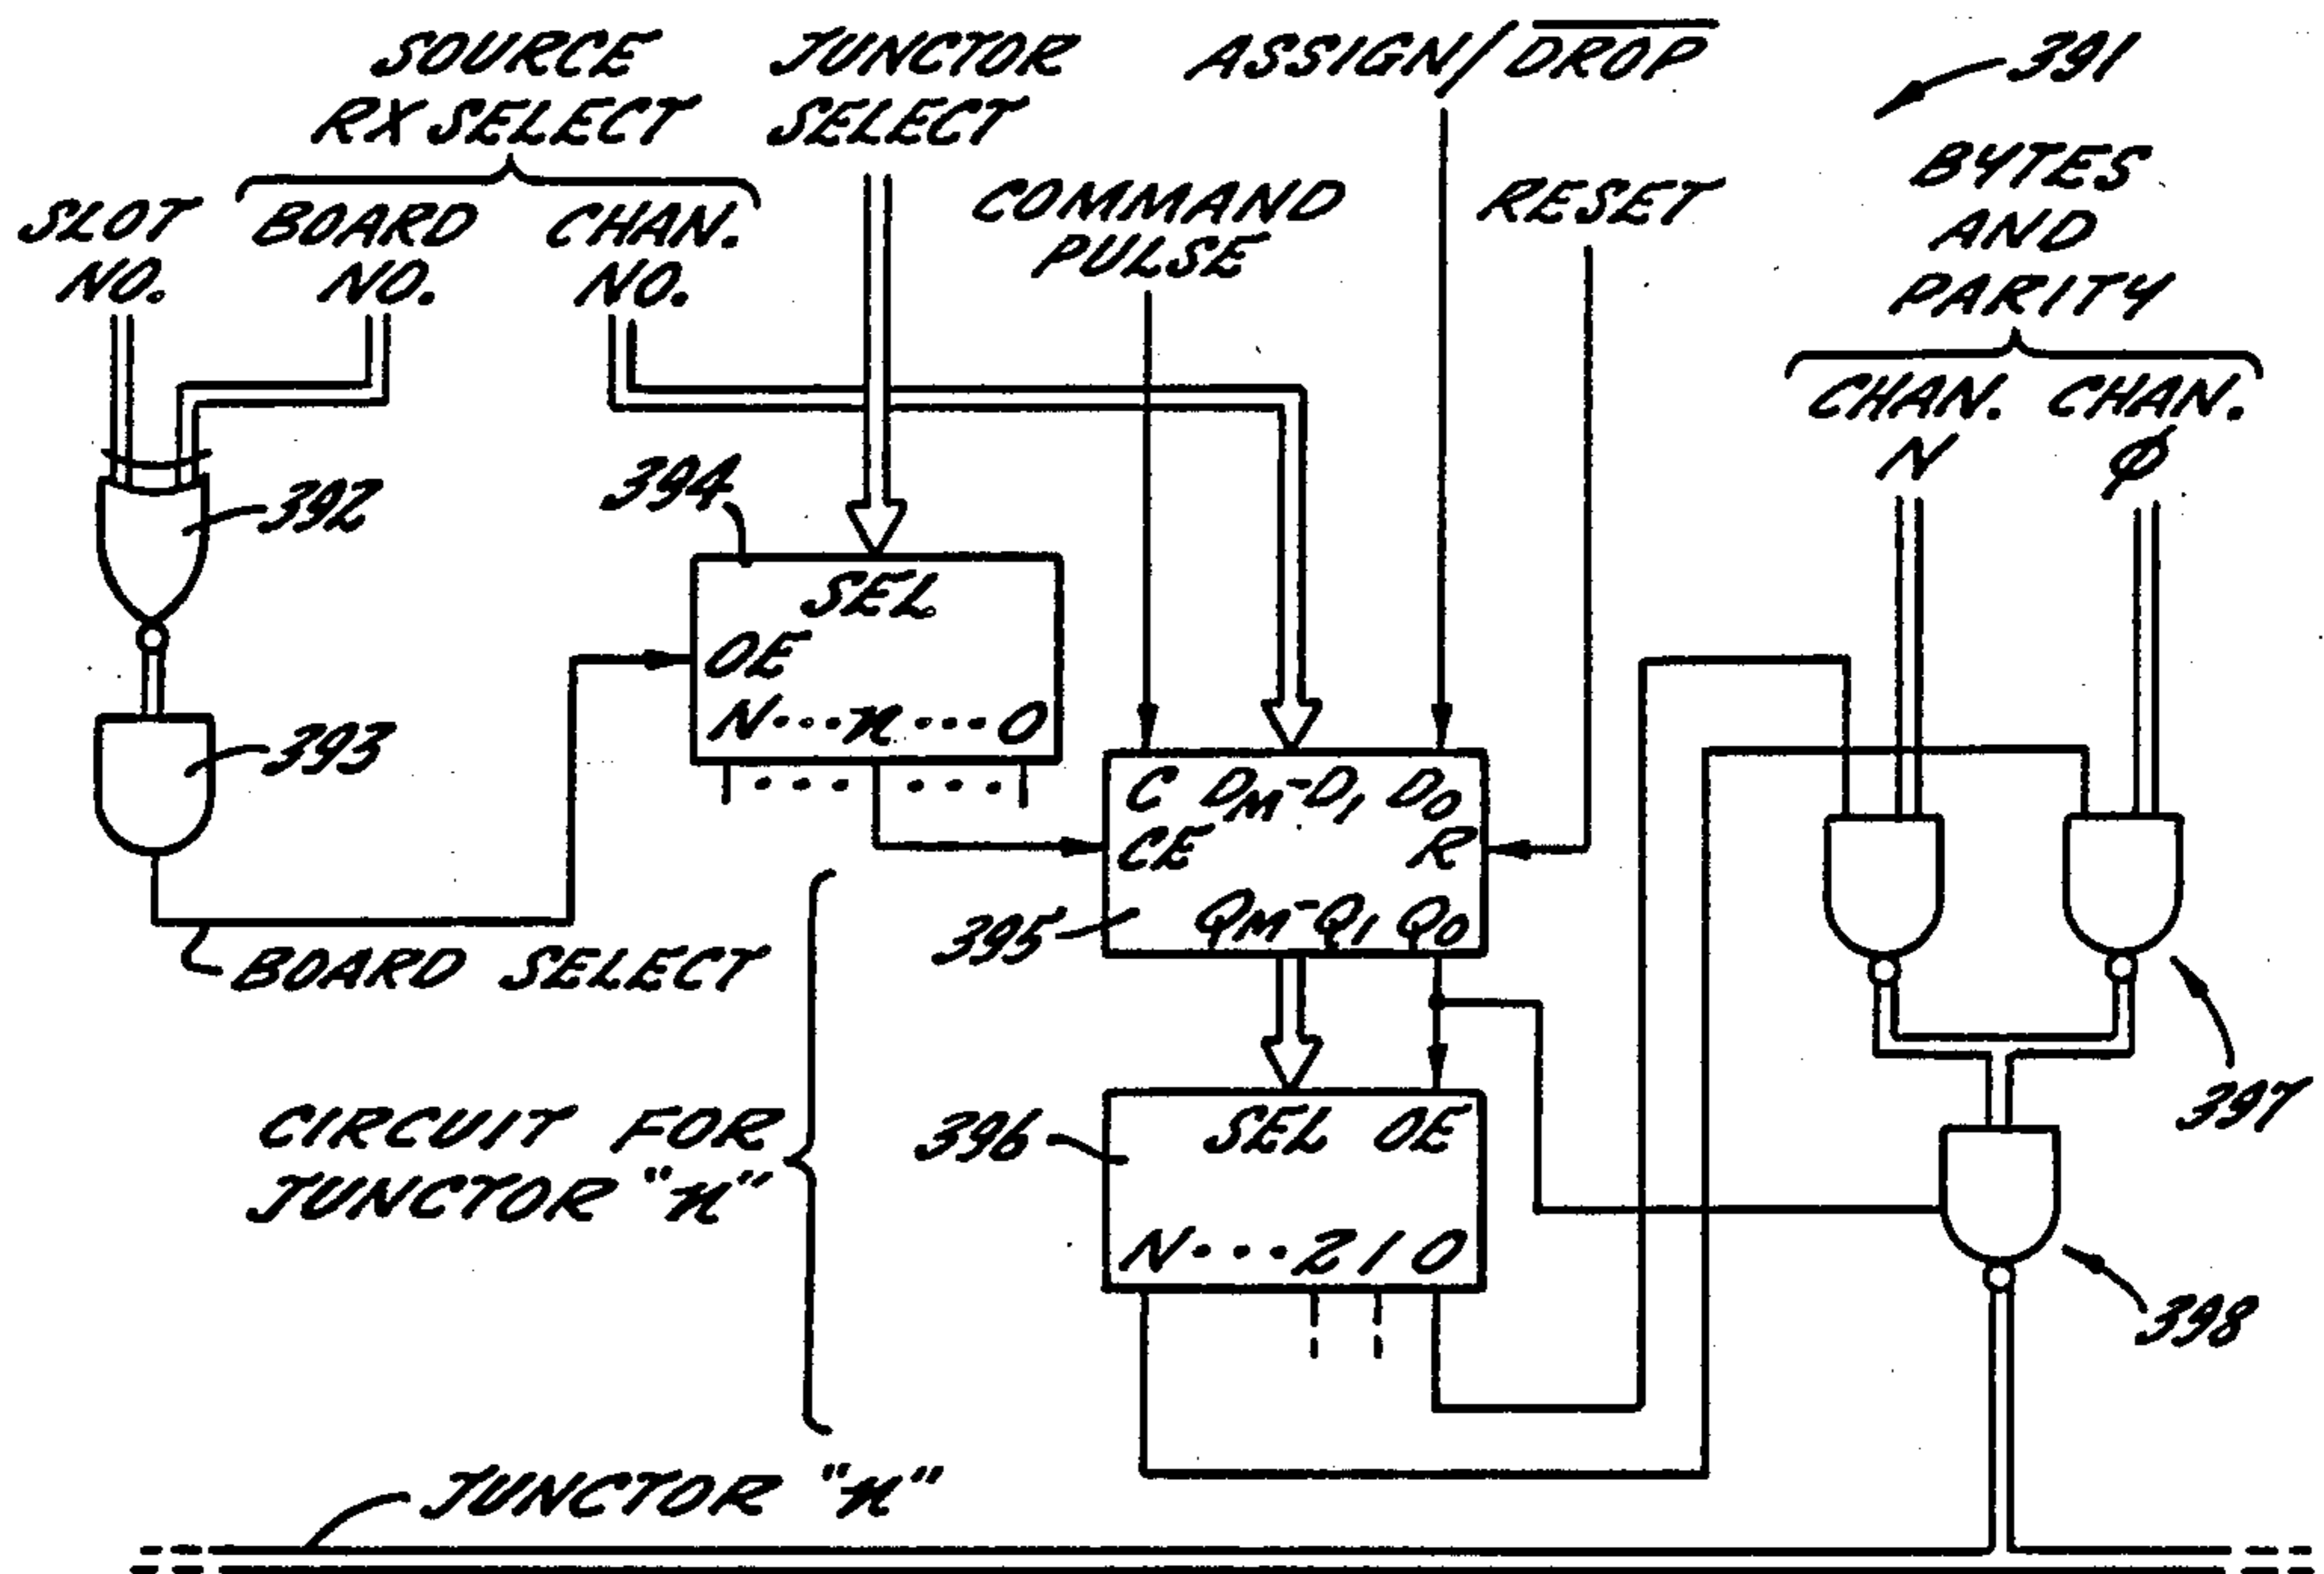 SOURCE
RX SELECT
JUNCTOR
SELECT
ASSIGN/DROP
391
SLOT
NO.
BOARD
NO.
CHAN.
NO.
COMMAND
PULSE
RESET
BYTES
AND
PARITY
CHAN.
N
CHAN.
φ
392
394
SEL
OE
N...n...0
393
C DM-D1 D0
CE R
QM-Q1 Q0
395
BOARD SELECT
397
CIRCUIT FOR
JUNCTOR "n"
396
SEL OE
N...2 1 0
398
JUNCTOR "n"